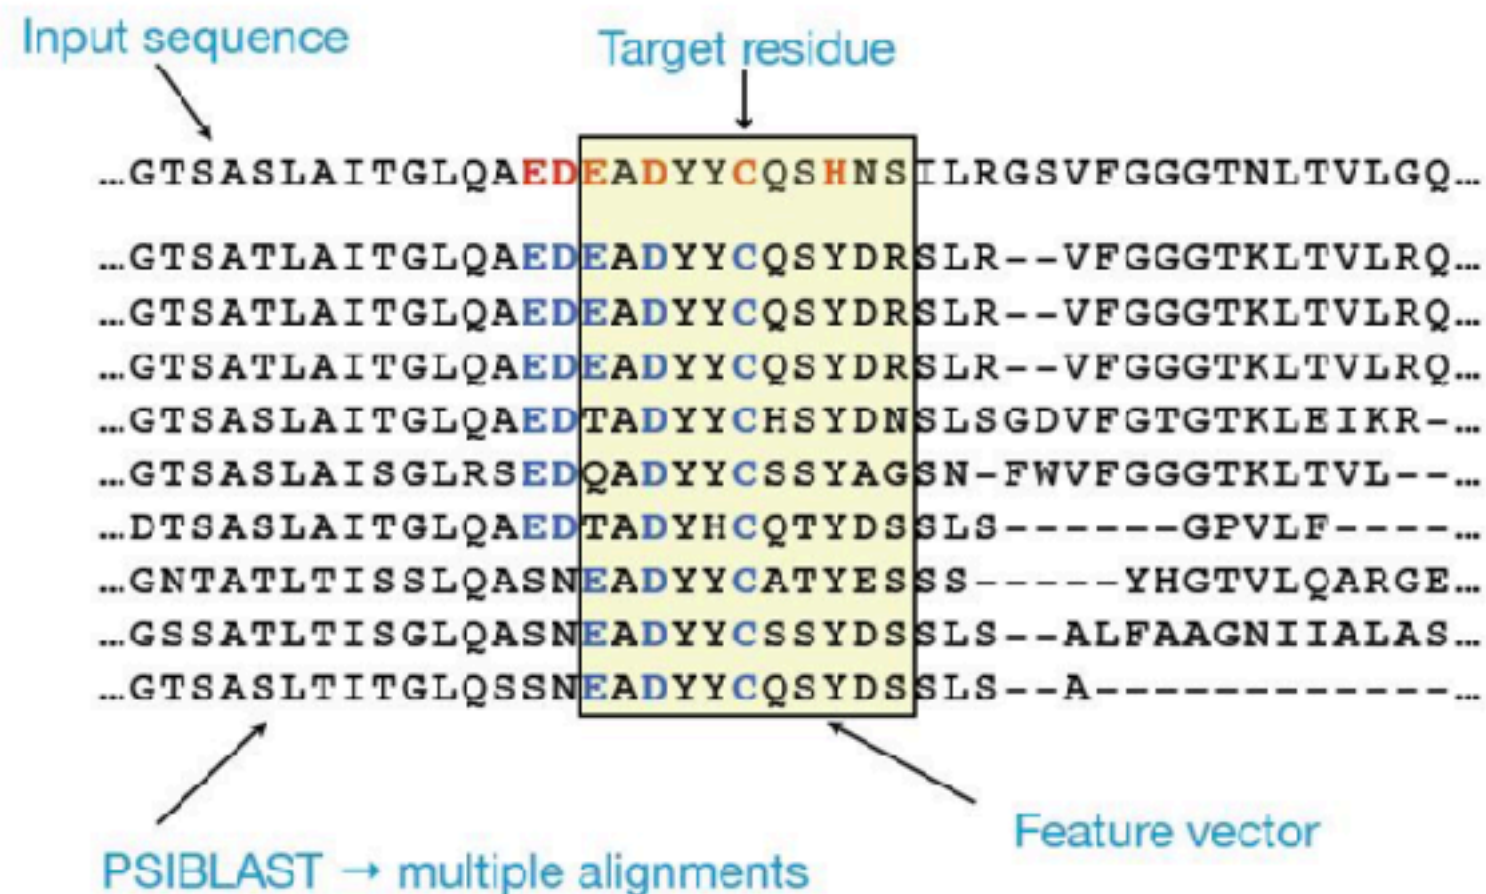 Input sequence
Target residue
...GTSASLAITGLQAEDEADYYCQSHNSILRGSVFGGGTNLTVLGQ...
...GTSATLAITGLQAEDEADYYCQSYDRSLR--VFGGGTKLTVLRQ...
...GTSATLAITGLQAEDEADYYCQSYDRSLR--VFGGGTKLTVLRQ...
...GTSATLAITGLQAEDEADYYCQSYDRSLR--VFGGGTKLTVLRQ...
...GTSASLAITGLQAEDTADYYCHSYDNSLSGDVFGTGTKLEIKR-...
...GTSASLAISGLRSEDQADYYCSSYAGSN-FWVFGGGTKLTVL--...
...DTSASLAITGLQAEDTADYHCQTYDSSLS------GPVLF----...
...GNTATLTISSLQASNEADYYCATYESSS-----YHGTVLQARGE...
...GSSATLTISGLQASNEADYYCSSYDSSLS--ALFAAGNIIALAS...
...GTSASLTITGLQSSNEADYYCQSYDSSLS--A------------...
PSIBLAST → multiple alignments
Feature vector